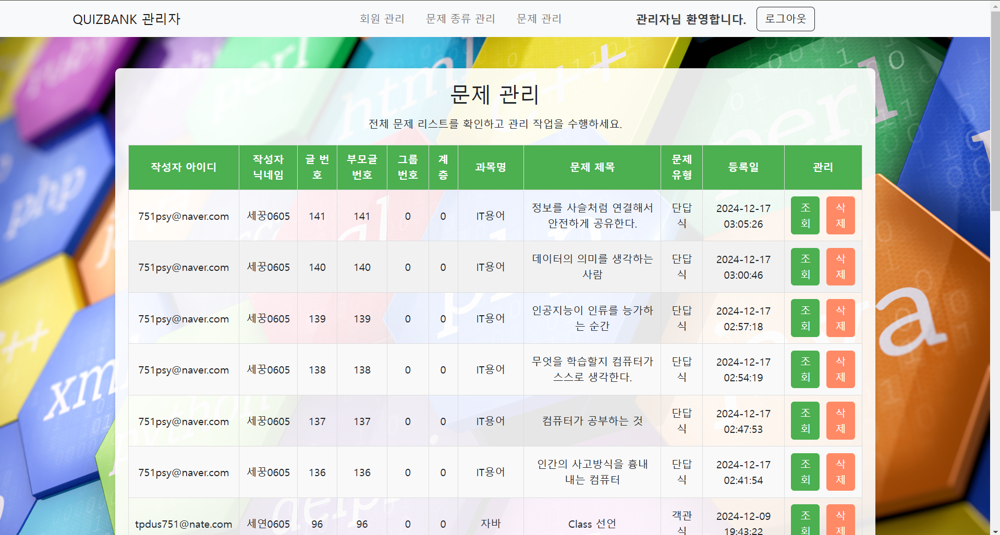 QUIZBANK 관리자 회원 관리 문제 종류 관리 문제 관리 관리자님 환영합니다. 로그아웃
문제 관리
전체 문제 리스트를 확인하고 관리 작업을 수행하세요.
작성자 아이디 작성자 닉네임 글 번호 부모글 번호 그룹 번호 계층 과목명 문제 제목 문제 유형 등록일 관리
751psy@naver.com 세꿍0605 141 141 0 0 IT용어 정보를 사슬처럼 연결해서 안전하게 공유한다. 단답식 2024-12-17 03:05:26 조회 삭제
751psy@naver.com 세꿍0605 140 140 0 0 IT용어 데이터의 의미를 생각하는 사람 단답식 2024-12-17 03:00:46 조회 삭제
751psy@naver.com 세꿍0605 139 139 0 0 IT용어 인공지능이 인류를 능가하는 순간 단답식 2024-12-17 02:57:18 조회 삭제
751psy@naver.com 세꿍0605 138 138 0 0 IT용어 무엇을 학습할지 컴퓨터가 스스로 생각한다. 단답식 2024-12-17 02:54:19 조회 삭제
751psy@naver.com 세꿍0605 137 137 0 0 IT용어 컴퓨터가 공부하는 것 단답식 2024-12-17 02:47:53 조회 삭제
751psy@naver.com 세꿍0605 136 136 0 0 IT용어 인간의 사고방식을 흉내내는 컴퓨터 단답식 2024-12-17 02:41:54 조회 삭제
tpdus751@nate.com 세연0605 96 96 0 0 자바 Class 선언 객관식 2024-12-09 19:43:22 조회 삭제
perl
html
C++
perl
php
xml
python
php
java
delphi